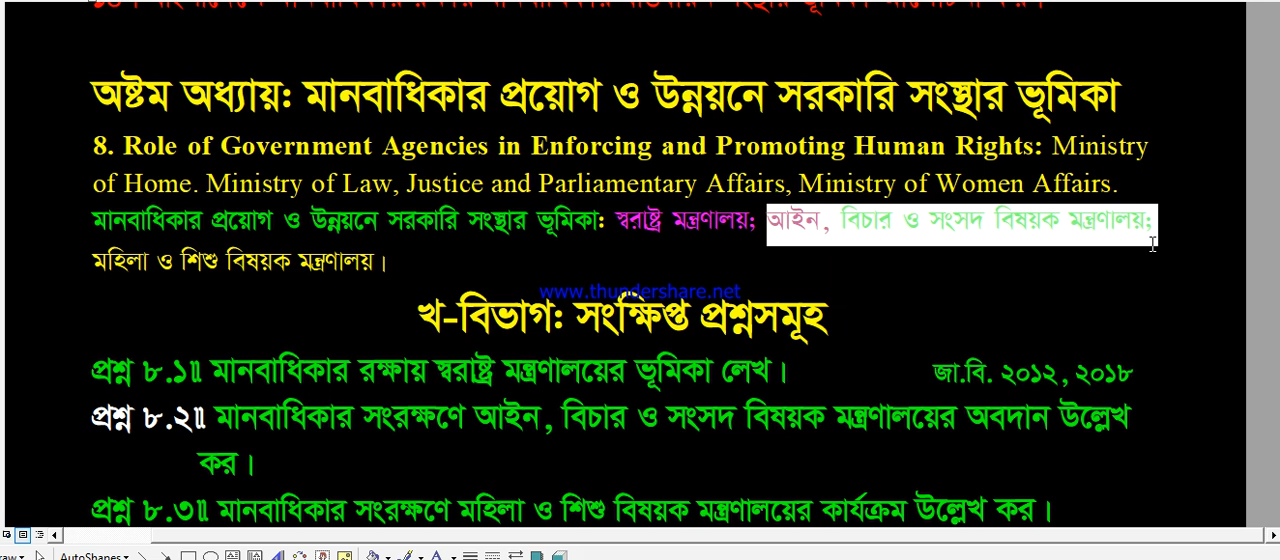 অষ্টম অধ্যায়: মানবাধিকার প্রয়োগ ও উন্নয়নে সরকারি সংস্থার ভূমিকা
8. Role of Government Agencies in Enforcing and Promoting Human Rights: Ministry
of Home. Ministry of Law, Justice and Parliamentary Affairs, Ministry of Women Affairs.
মানবাধিকার প্রয়োগ ও উন্নয়নে সরকারি সংস্থার ভূমিকা: স্বরাষ্ট্র মন্ত্রণালয়; আইন, বিচার ও সংসদ বিষয়ক মন্ত্রণালয়;
মহিলা ও শিশু বিষয়ক মন্ত্রণালয়।
www.thundershare.net
খ-বিভাগ: সংক্ষিপ্ত প্রশ্নসমূহ
প্রশ্ন ৮.১॥ মানবাধিকার রক্ষায় স্বরাষ্ট্র মন্ত্রণালয়ের ভূমিকা লেখ। জা.বি. ২০১২, ২০১৮
প্রশ্ন ৮.২॥ মানবাধিকার সংরক্ষণে আইন, বিচার ও সংসদ বিষয়ক মন্ত্রণালয়ের অবদান উল্লেখ
কর।
প্রশ্ন ৮.৩॥ মানবাধিকার সংরক্ষণে মহিলা ও শিশু বিষয়ক মন্ত্রণালয়ের কার্যক্রম উল্লেখ কর।
AutoShapes